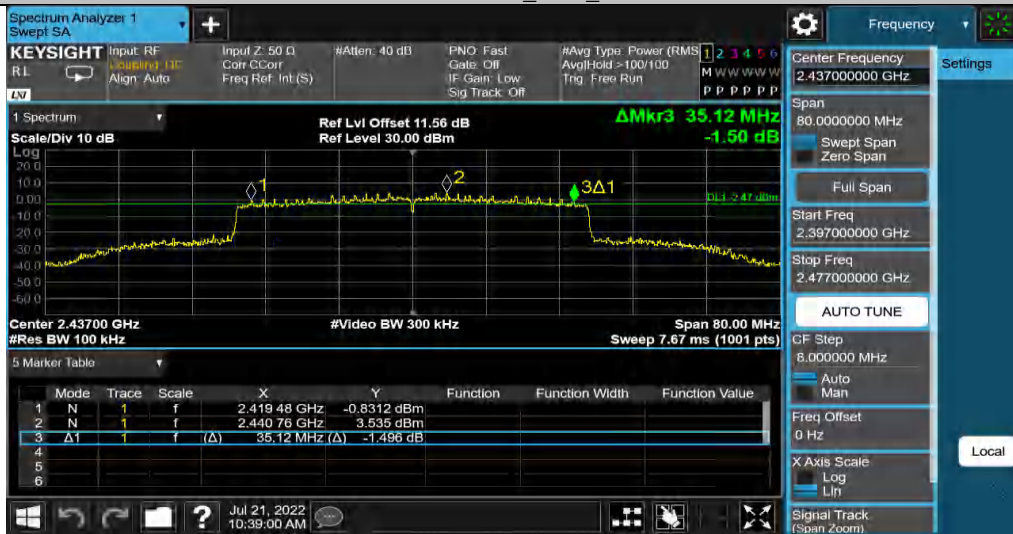 Spectrum Analyzer 1
Swept SA
+
Frequency
KEYSIGHT
RL
LXI
Input: RF
Coupling: DC
Align: Auto
Input Z: 50 Ω
Corr CCorr
Freq Ref: Int (S)
#Atten: 40 dB
PNO: Fast
Gate: Off
IF Gain: Low
Sig Track: Off
#Avg Type: Power (RMS)
Avg|Hold >100/100
Trig: Free Run
1 2 3 4 5 6
M W W W W W
P P P P P P
1 Spectrum
Scale/Div 10 dB
Ref Lvl Offset 11.56 dB
Ref Level 30.00 dBm
ΔMkr3 35.12 MHz
-1.50 dB
Log
20.0
10.0
0.00
-10.0
-20.0
-30.0
-40.0
-50.0
-60.0
1
2
3Δ1
DL1 -2.47 dBm
Center 2.43700 GHz
#Res BW 100 kHz
#Video BW 300 kHz
Span 80.00 MHz
Sweep 7.67 ms (1001 pts)
5 Marker Table
Mode Trace Scale X Y Function Function Width Function Value
1 N 1 f 2.419 48 GHz -0.8312 dBm
2 N 1 f 2.440 76 GHz 3.535 dBm
3 Δ1 1 f (Δ) 35.12 MHz (Δ) -1.496 dB
4
5
6
?
Jul 21, 2022
10:39:00 AM
Center Frequency
2.437000000 GHz
Span
80.0000000 MHz
Swept Span
Zero Span
Full Span
Start Freq
2.397000000 GHz
Stop Freq
2.477000000 GHz
AUTO TUNE
CF Step
8.000000 MHz
Auto
Man
Freq Offset
0 Hz
X Axis Scale
Log
Lin
Signal Track
(Span Zoom)
Settings
Local